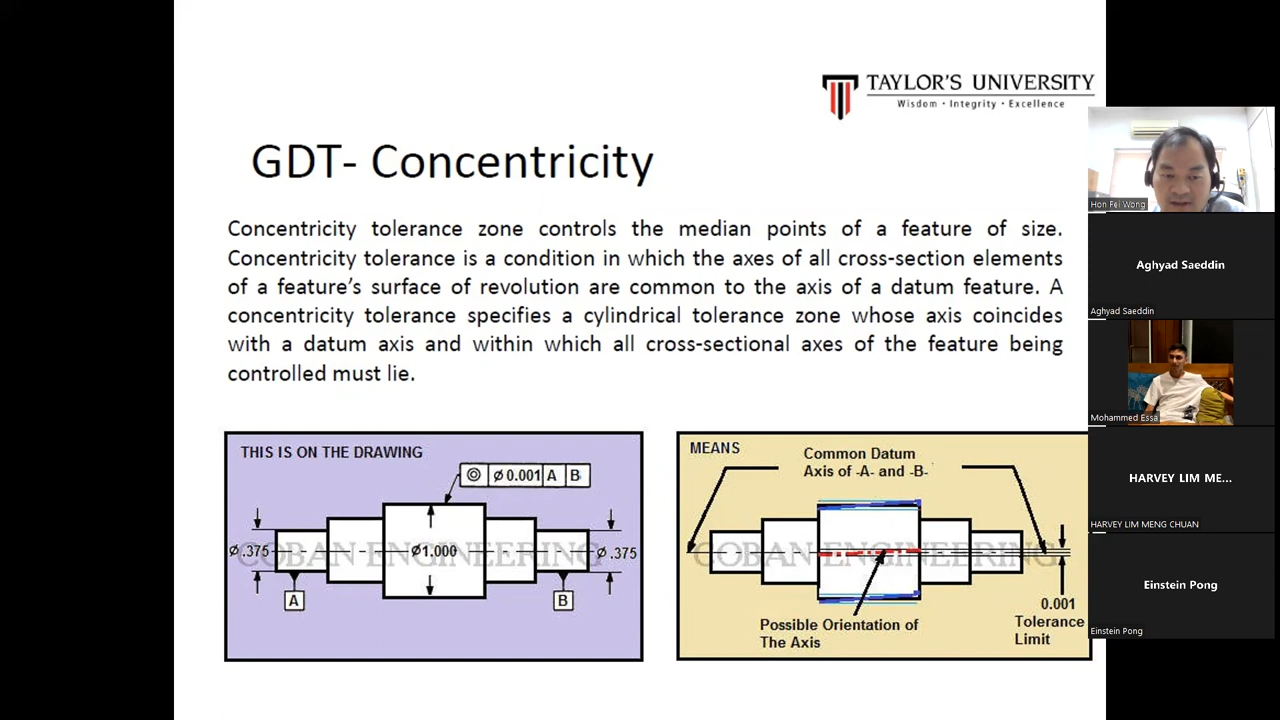 TAYLOR'S UNIVERSITY
Wisdom • Integrity • Excellence
GDT- Concentricity
Concentricity tolerance zone controls the median points of a feature of size.
Concentricity tolerance is a condition in which the axes of all cross-section elements
of a feature's surface of revolution are common to the axis of a datum feature. A
concentricity tolerance specifies a cylindrical tolerance zone whose axis coincides
with a datum axis and within which all cross-sectional axes of the feature being
controlled must lie.
THIS IS ON THE DRAWING
◎ ⌀ 0.001 A B
⌀ .375
⌀1.000
⌀ .375
COBAN ENGINEERING
A
B
MEANS
Common Datum
Axis of -A- and -B-
COBAN ENGINEERING
Possible Orientation of
The Axis
0.001
Tolerance
Limit
Hon Fei Wong
Aghyad Saeddin
Aghyad Saeddin
Mohammed Essa
HARVEY LIM ME...
HARVEY LIM MENG CHUAN
Einstein Pong
Einstein Pong